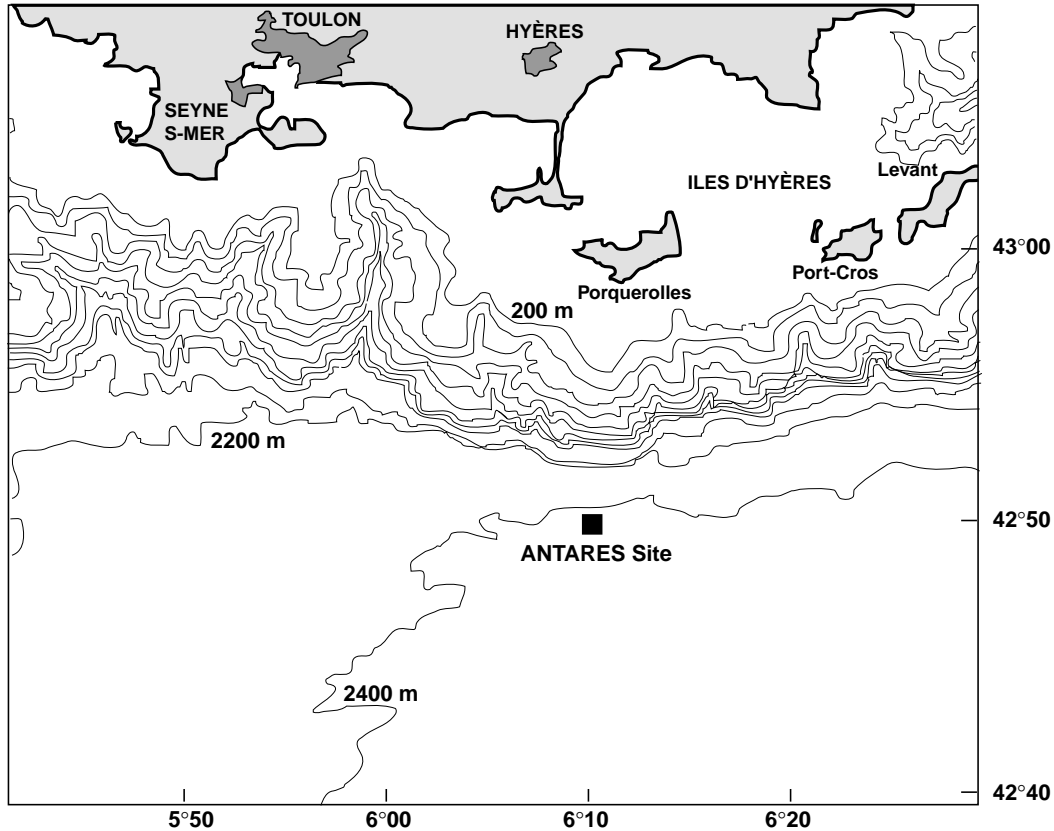 TOULON
HYÈRES
SEYNE
S-MER
Levant
ILES D'HYÈRES
43°00
Port-Cros
Porquerolles
200 m
2200 m
42°50
ANTARES Site
2400 m
42°40
5°50
6°00
6°10
6°20